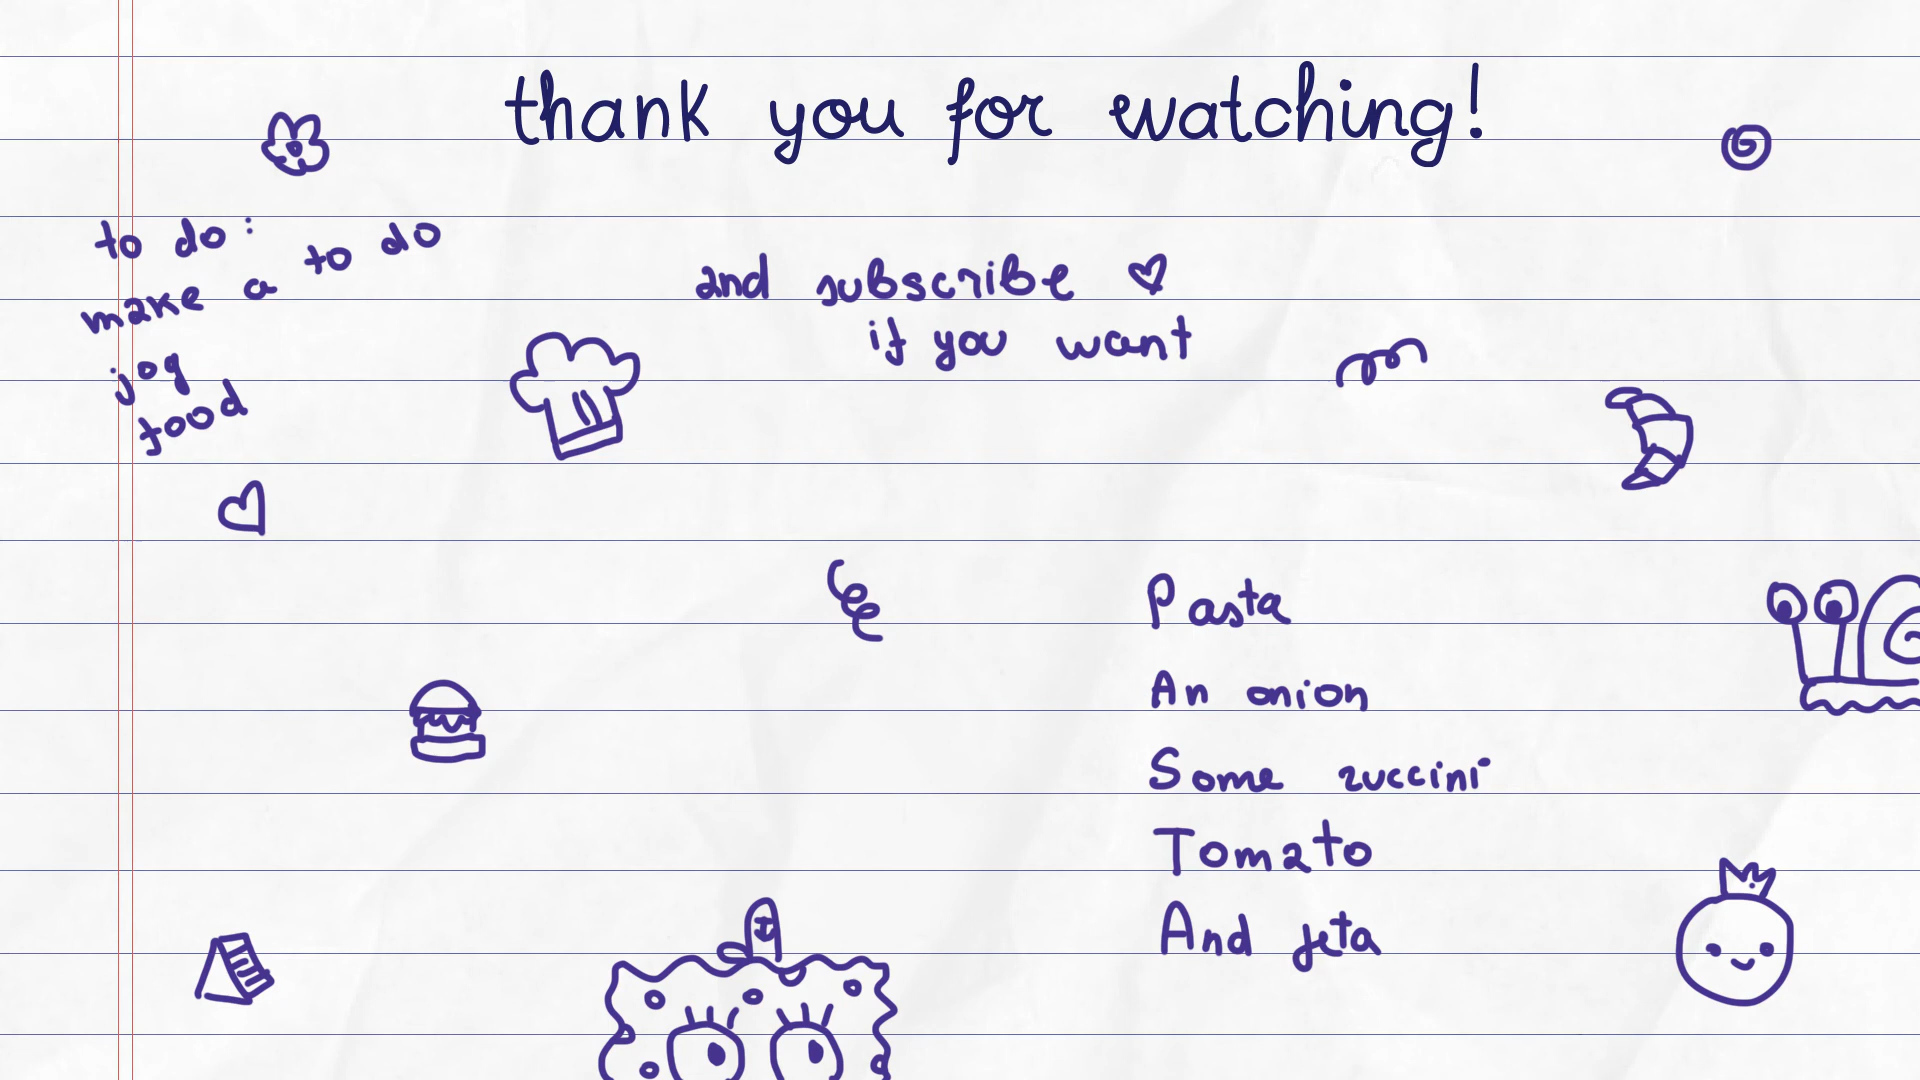 thank you for watching!
to do:
make a to do
jog
food
and subscribe
if you want
Pasta
An onion
Some zuccini
Tomato
And feta